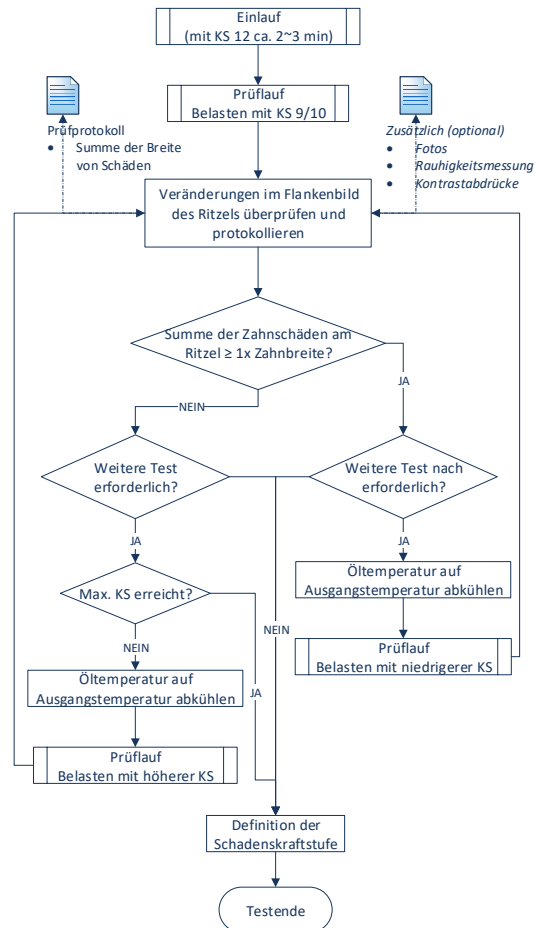 Einlauf
(mit KS 12 ca. 2~3 min)
Prüflauf
Belasten mit KS 9/10
Prüfprotokoll
• Summe der Breite
von Schäden
Zusätzlich (optional)
• Fotos
• Rauhigkeitsmessung
• Kontrastabdrücke
Veränderungen im Flankenbild
des Ritzels überprüfen und
protokollieren
Summe der Zahnschäden am
Ritzel ≥ 1x Zahnbreite?
NEIN
JA
Weitere Test
erforderlich?
Weitere Test nach
erforderlich?
JA
JA
Max. KS erreicht?
Öltemperatur auf
Ausgangstemperatur abkühlen
NEIN
NEIN
Prüflauf
Belasten mit niedrigerer KS
Öltemperatur auf
Ausgangstemperatur abkühlen
JA
Prüflauf
Belasten mit höherer KS
Definition der
Schadenskraftstufe
Testende